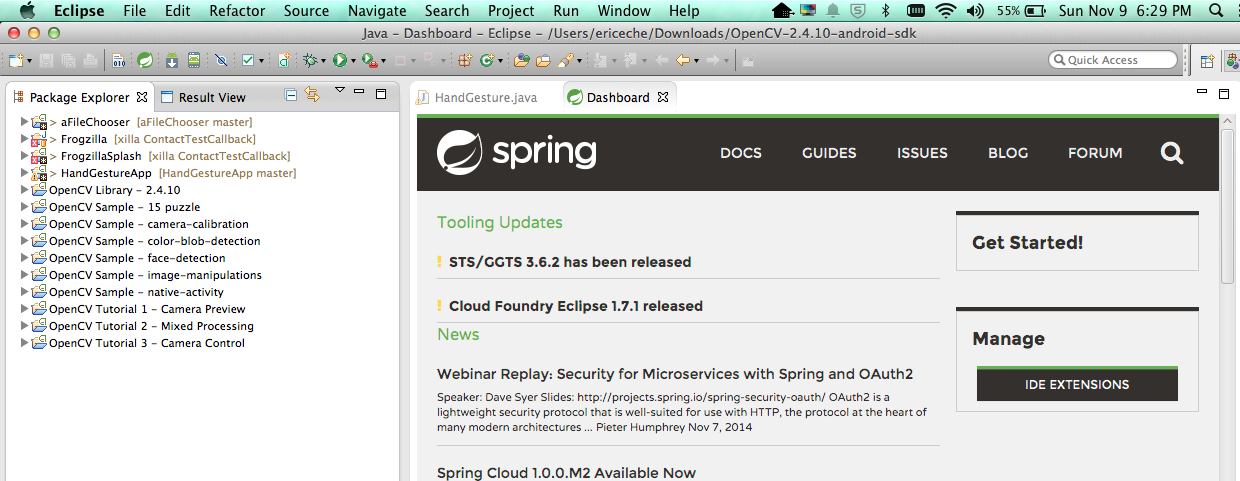 Eclipse File Edit Refactor Source Navigate Search Project Run Window Help 55% Sun Nov 9 6:29 PM
Java – Dashboard – Eclipse – /Users/ericeche/Downloads/OpenCV-2.4.10-android-sdk
Quick Access
Package Explorer Result View
HandGesture.java Dashboard
> aFileChooser [aFileChooser master]
> Frogzilla [xilla ContactTestCallback]
> FrogzillaSplash [xilla ContactTestCallback]
> HandGestureApp [HandGestureApp master]
OpenCV Library – 2.4.10
OpenCV Sample – 15 puzzle
OpenCV Sample – camera-calibration
OpenCV Sample – color-blob-detection
OpenCV Sample – face-detection
OpenCV Sample – image-manipulations
OpenCV Sample – native-activity
OpenCV Tutorial 1 – Camera Preview
OpenCV Tutorial 2 – Mixed Processing
OpenCV Tutorial 3 – Camera Control
spring DOCS GUIDES ISSUES BLOG FORUM
Tooling Updates
! STS/GGTS 3.6.2 has been released
! Cloud Foundry Eclipse 1.7.1 released
News
Webinar Replay: Security for Microservices with Spring and OAuth2
Speaker: Dave Syer Slides: http://projects.spring.io/spring-security-oauth/ OAuth2 is a
lightweight security protocol that is well-suited for use with HTTP, the protocol at the heart of
many modern architectures ... Pieter Humphrey Nov 7, 2014
Spring Cloud 1.0.0.M2 Available Now
Get Started!
Manage
IDE EXTENSIONS